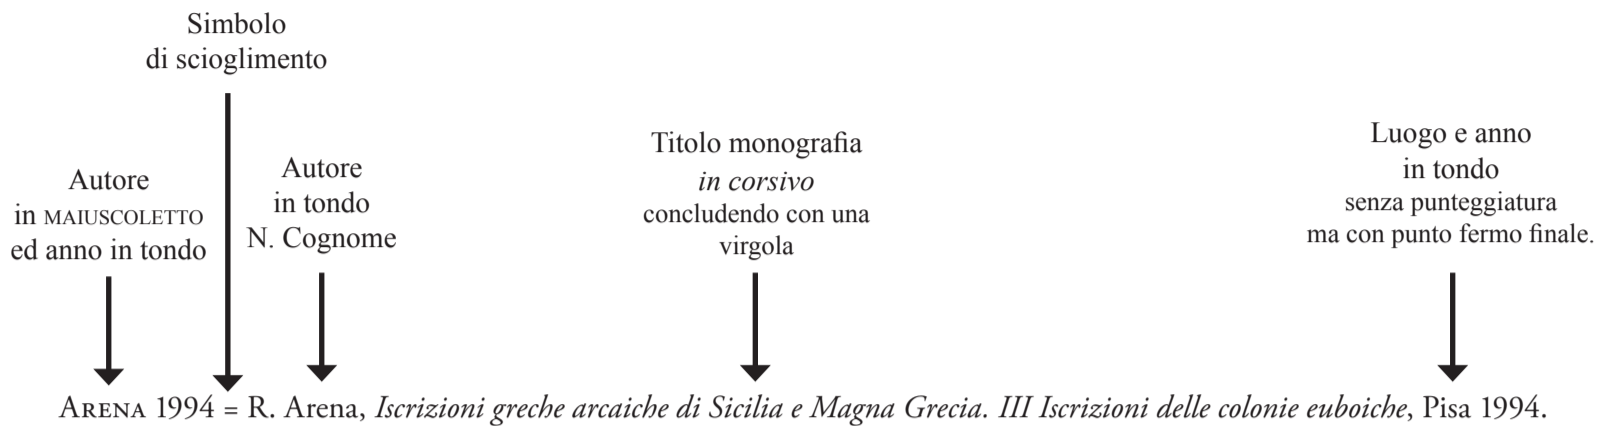 Simbolo
di scioglimento
Autore
in MAIUSCOLETTO
ed anno in tondo
Autore
in tondo
N. Cognome
Titolo monografia
in corsivo
concludendo con una
virgola
Luogo e anno
in tondo
senza punteggiatura
ma con punto fermo finale.
ARENA 1994 = R. Arena, Iscrizioni greche arcaiche di Sicilia e Magna Grecia. III Iscrizioni delle colonie euboiche, Pisa 1994.